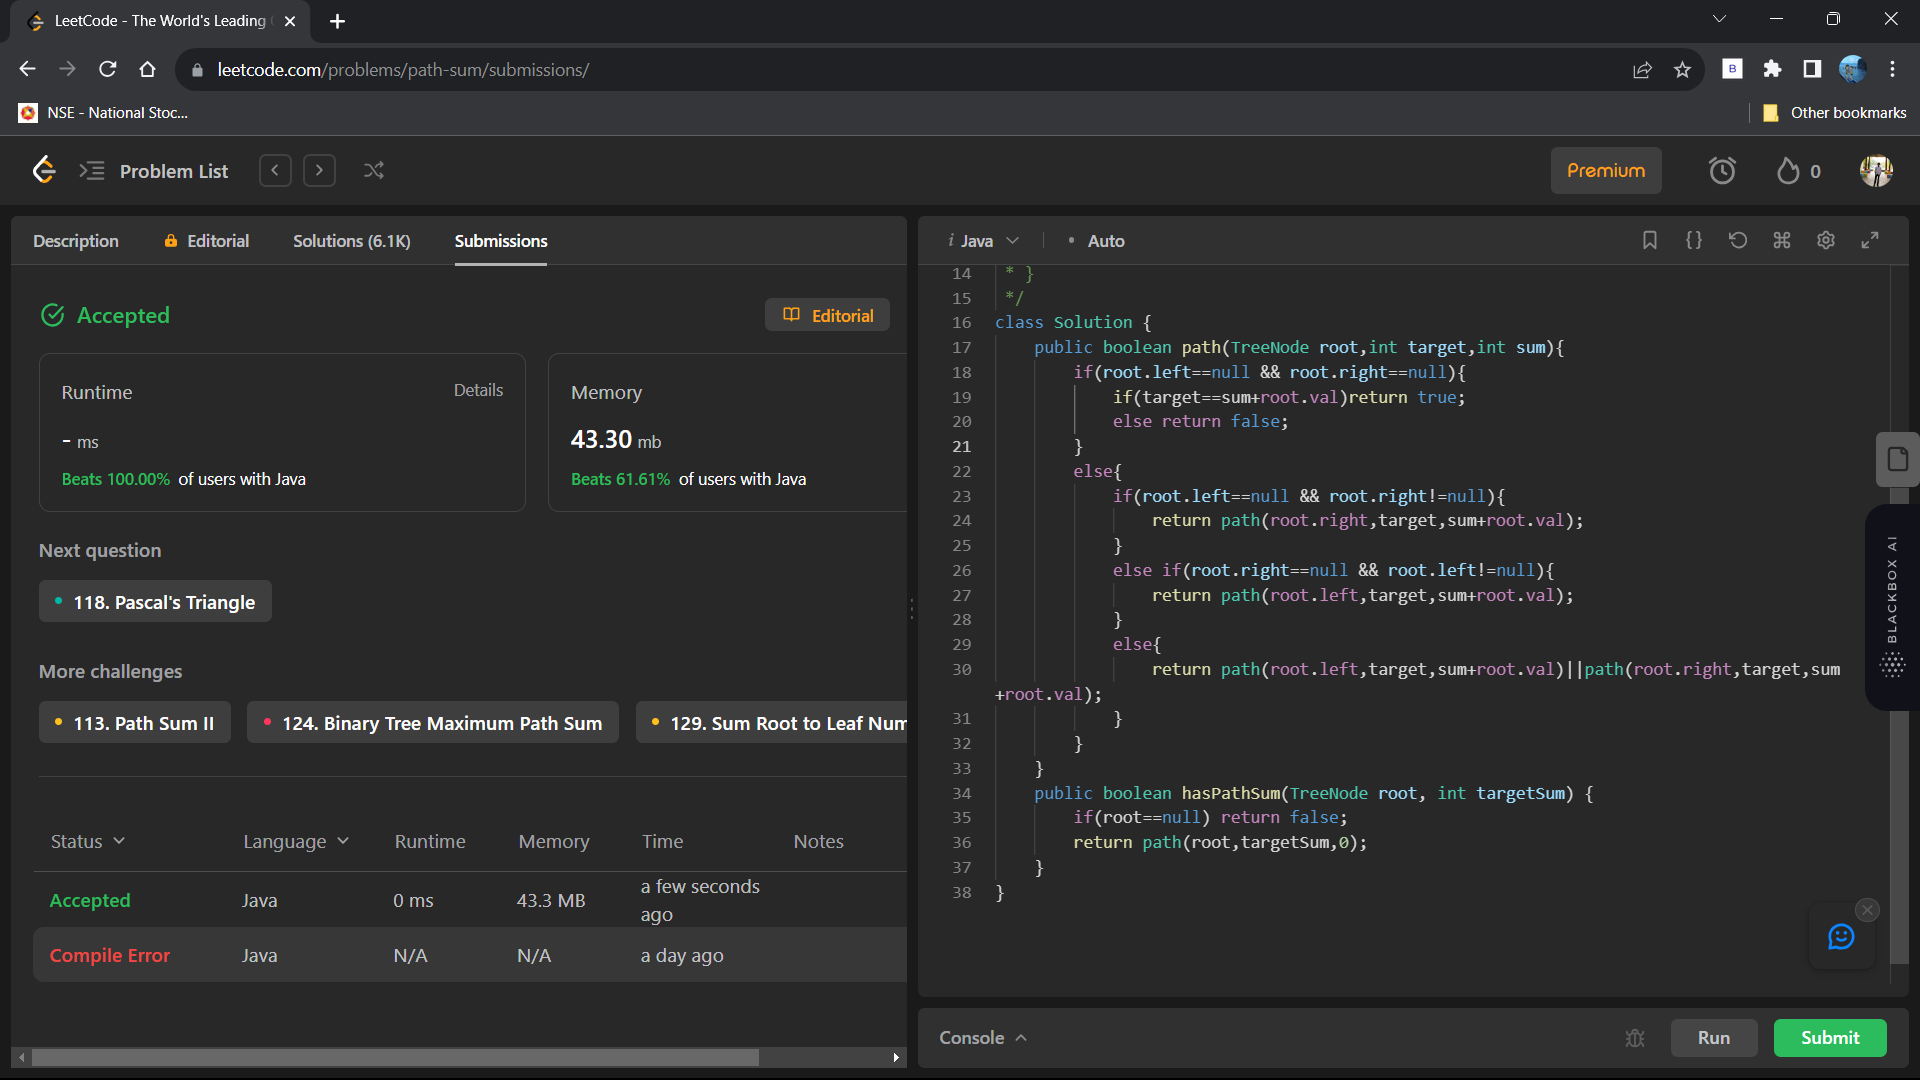 LeetCode - The World's Leading
leetcode.com/problems/path-sum/submissions/
B
NSE - National Stoc...
Other bookmarks
Problem List
Premium
0
Description
Editorial
Solutions (6.1K)
Submissions
Accepted
Editorial
Runtime
Details
- ms
Beats 100.00% of users with Java
Memory
43.30 mb
Beats 61.61% of users with Java
Next question
118. Pascal's Triangle
More challenges
113. Path Sum II
124. Binary Tree Maximum Path Sum
129. Sum Root to Leaf Num
Status
Language
Runtime
Memory
Time
Notes
Accepted
Java
0 ms
43.3 MB
a few seconds
ago
Compile Error
Java
N/A
N/A
a day ago
i Java
• Auto
14 * }
15 */
16 class Solution {
17 public boolean path(TreeNode root,int target,int sum){
18 if(root.left==null && root.right==null){
19 if(target==sum+root.val)return true;
20 else return false;
21 }
22 else{
23 if(root.left==null && root.right!=null){
24 return path(root.right,target,sum+root.val);
25 }
26 else if(root.right==null && root.left!=null){
27 return path(root.left,target,sum+root.val);
28 }
29 else{
30 return path(root.left,target,sum+root.val)||path(root.right,target,sum
+root.val);
31 }
32 }
33 }
34 public boolean hasPathSum(TreeNode root, int targetSum) {
35 if(root==null) return false;
36 return path(root,targetSum,0);
37 }
38 }
BLACKBOX AI
Console
Run
Submit